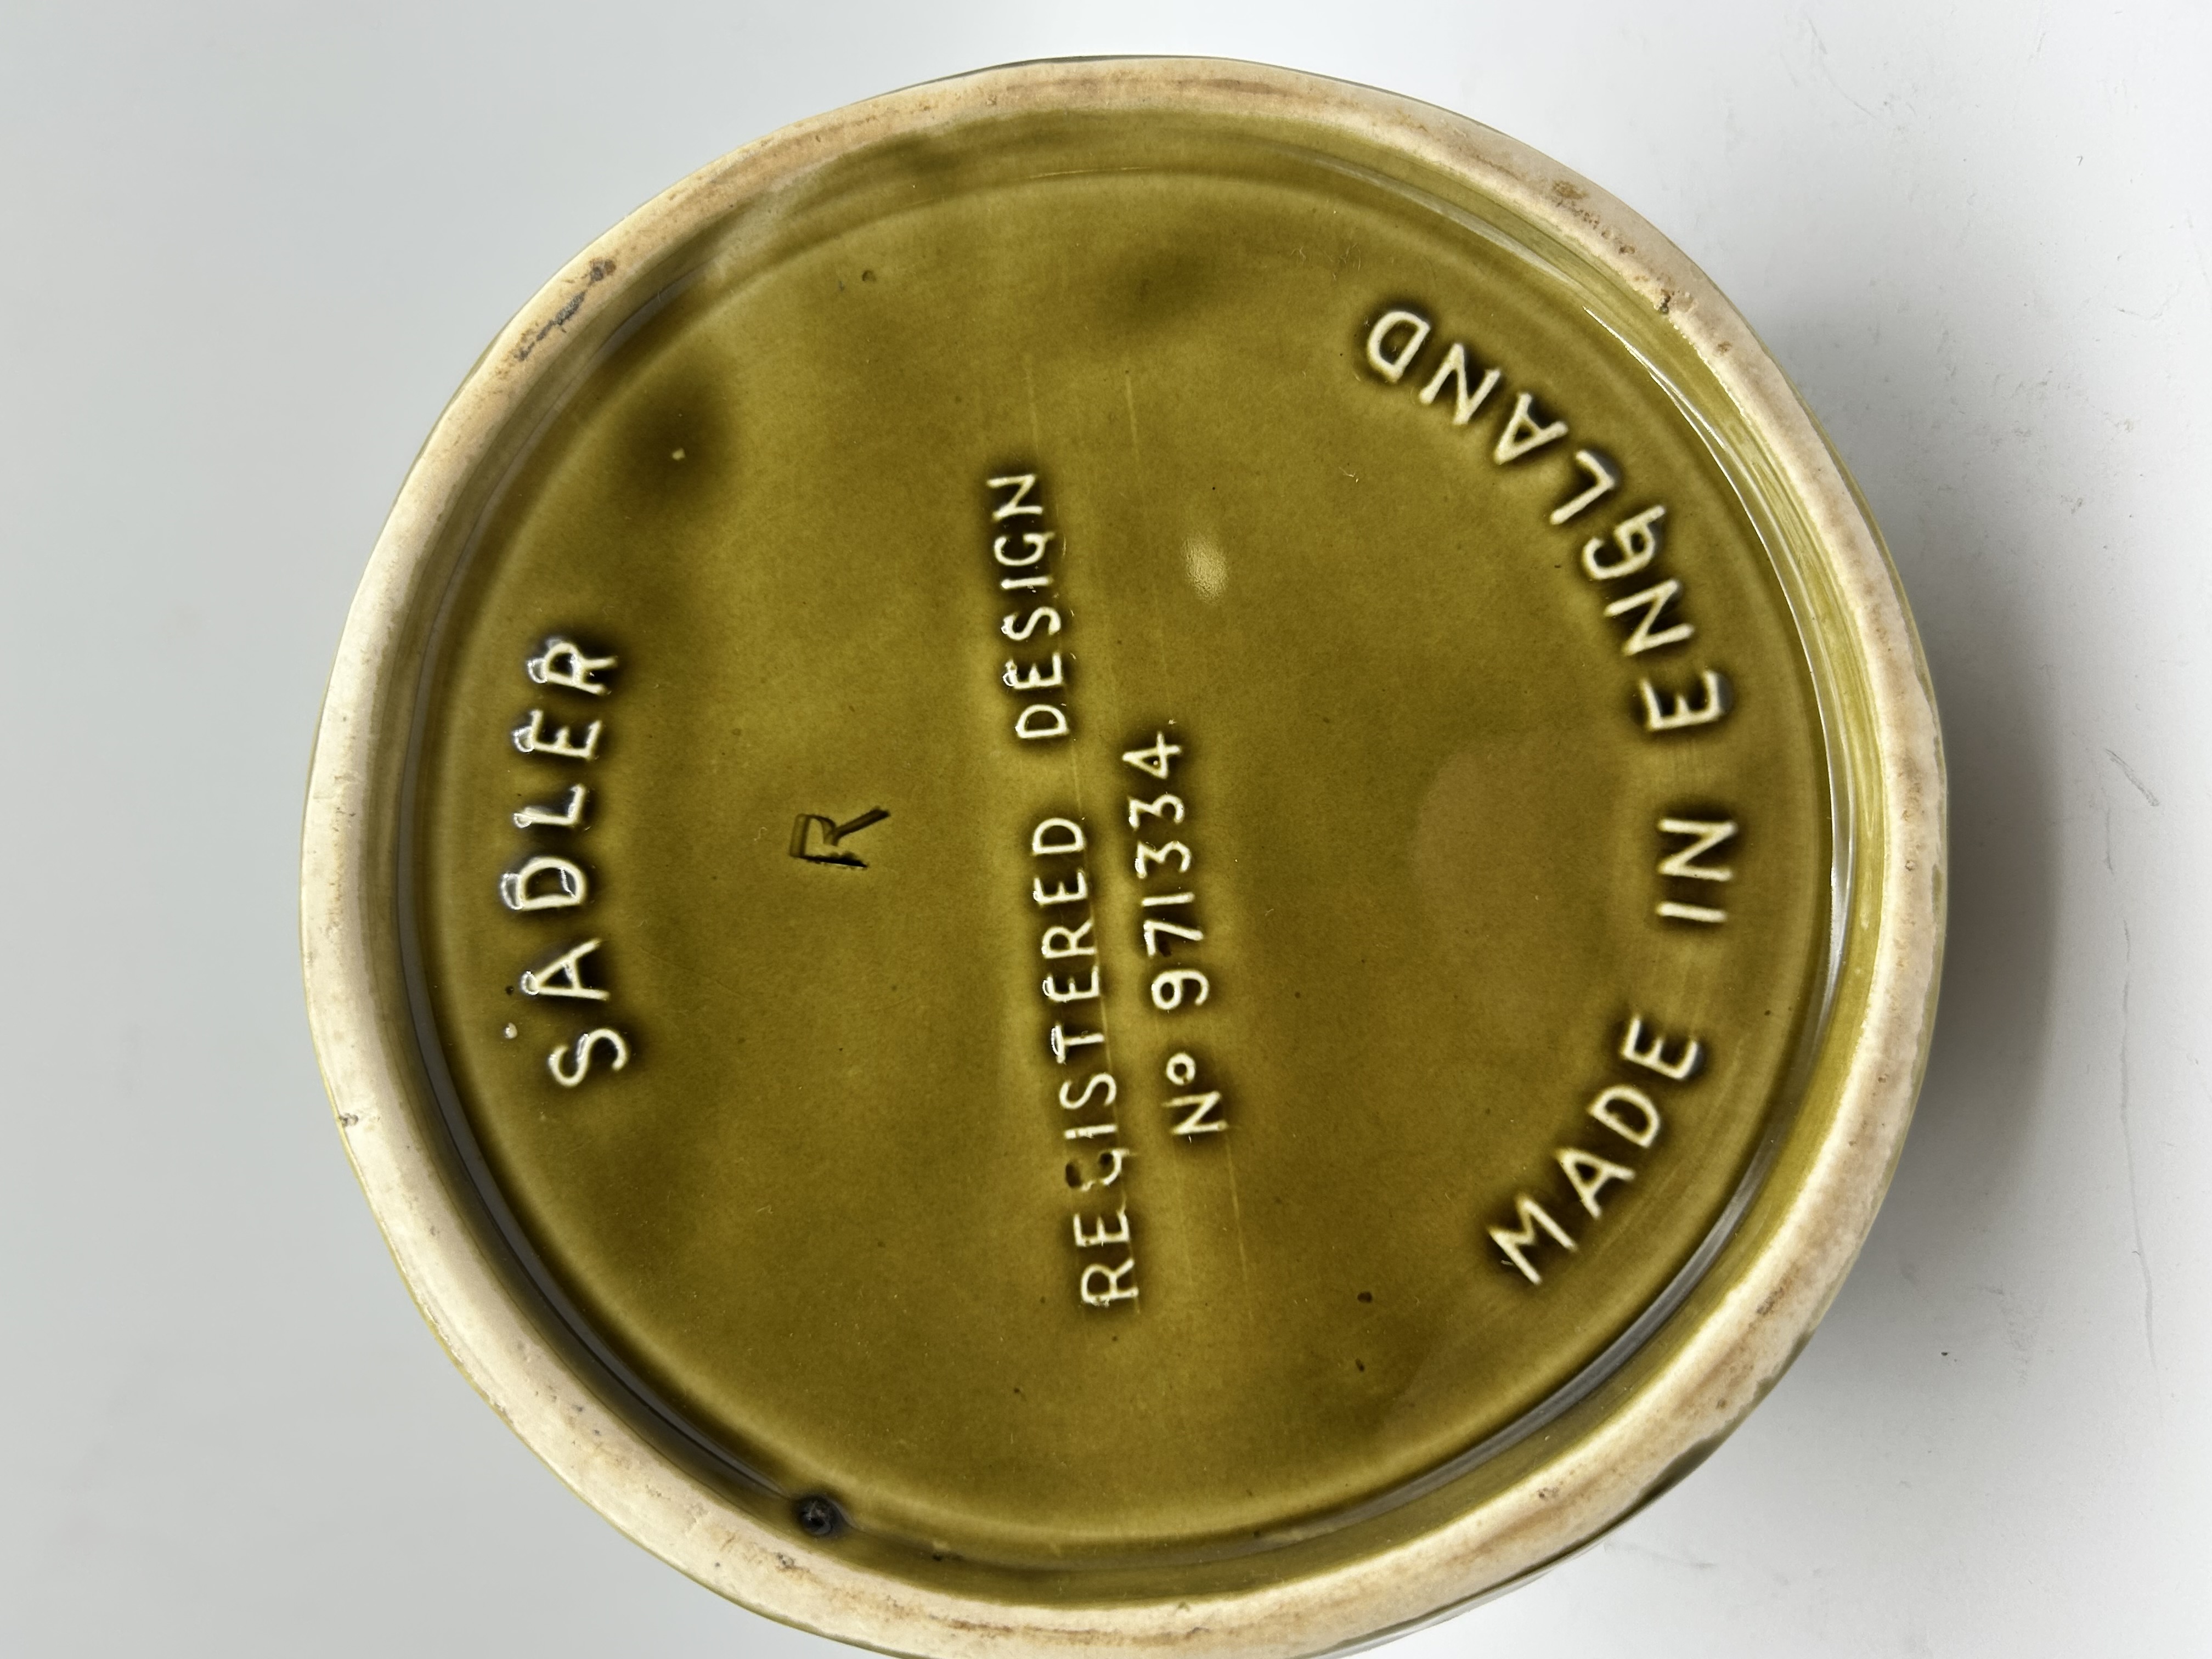 SADLER
R
REGISTERED DESIGN
Nº 971334
MADE IN ENGLAND